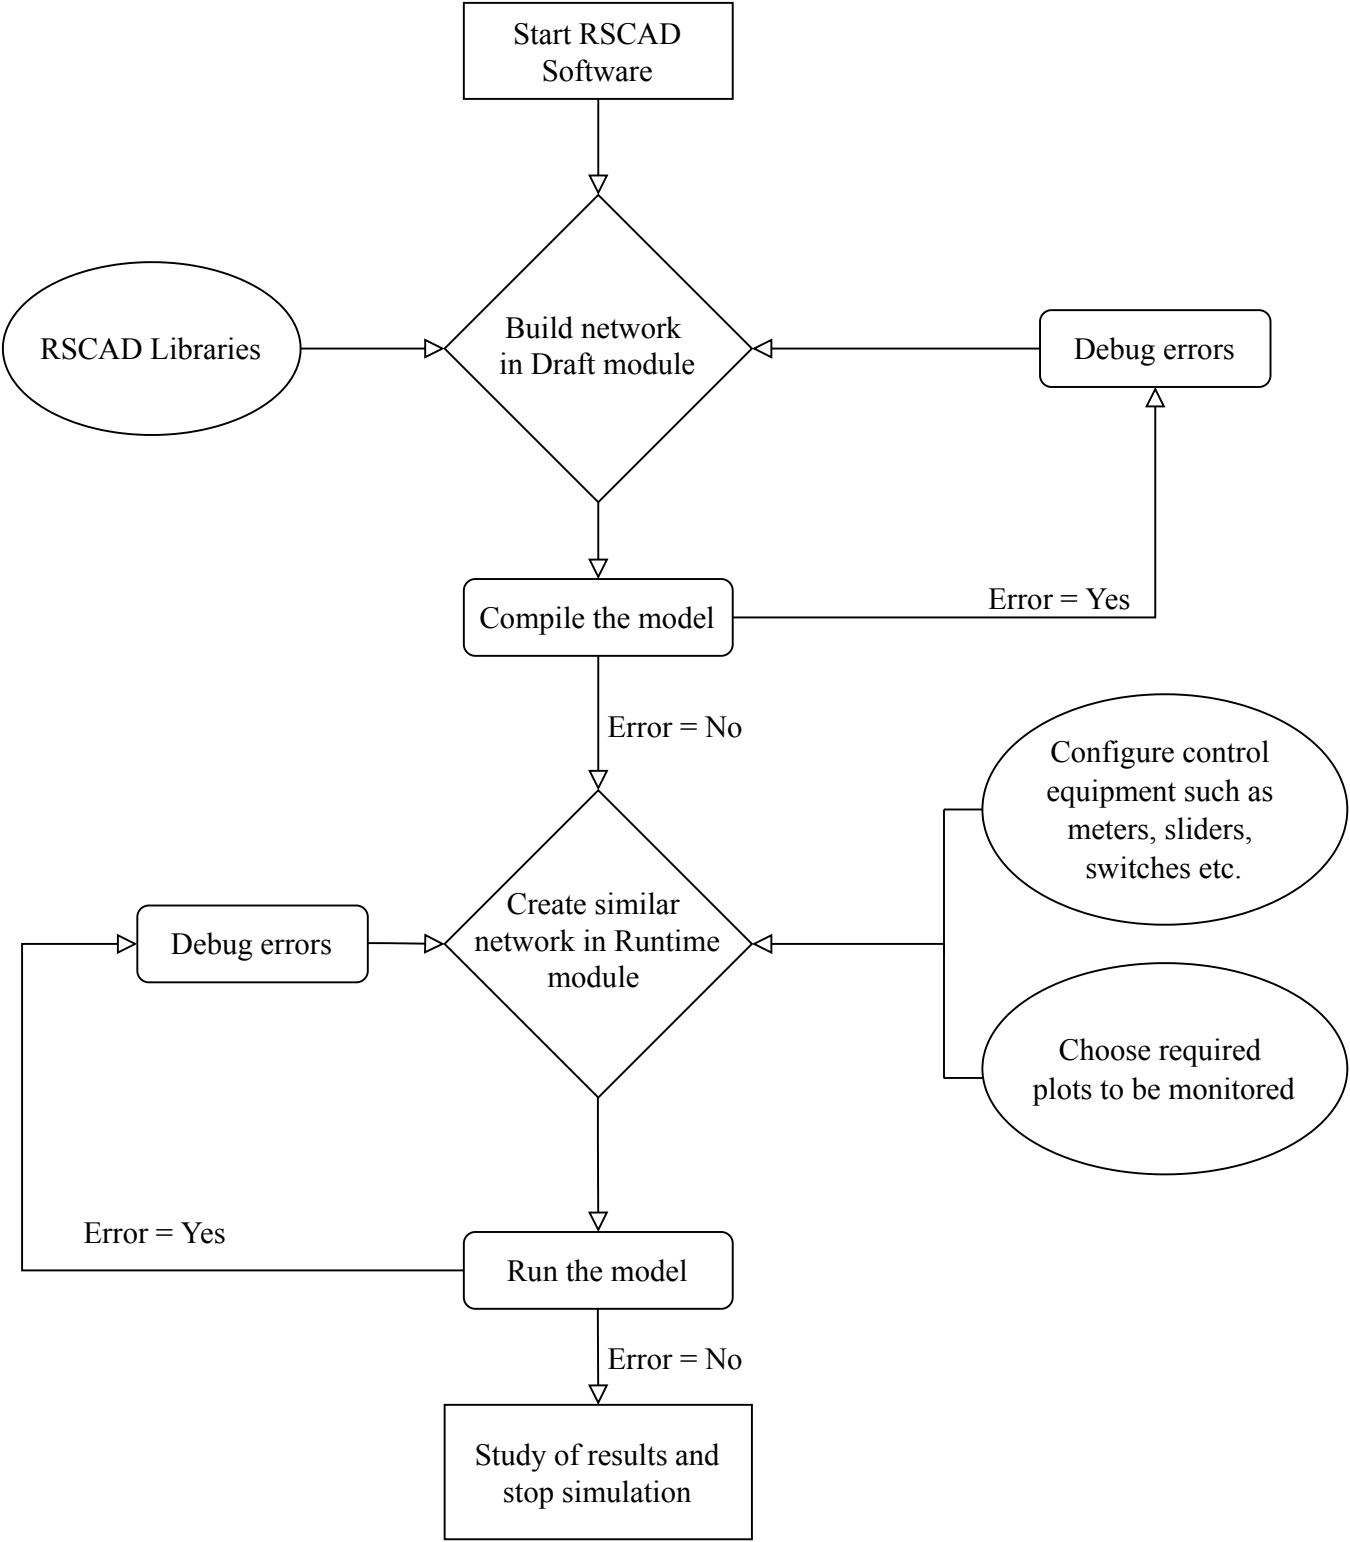 Start RSCAD
Software
RSCAD Libraries
Build network
in Draft module
Debug errors
Compile the model
Error = Yes
Error = No
Configure control
equipment such as
meters, sliders,
switches etc.
Debug errors
Create similar
network in Runtime
module
Choose required
plots to be monitored
Error = Yes
Run the model
Error = No
Study of results and
stop simulation